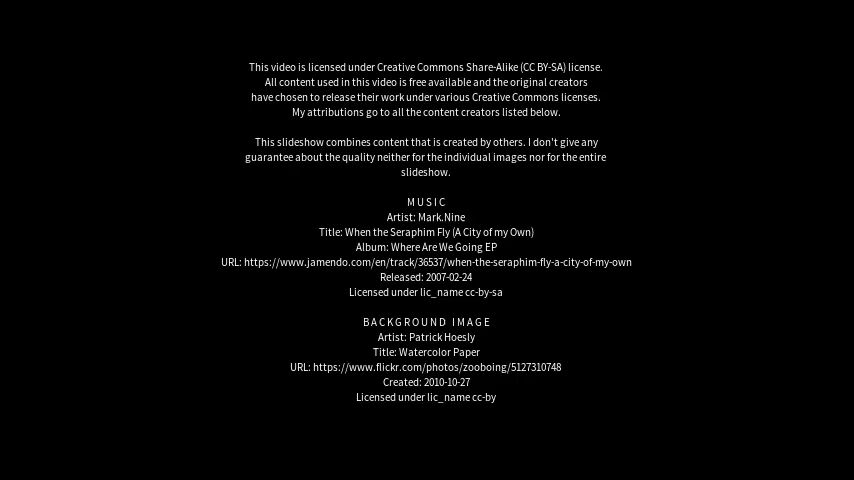 This video is licensed under Creative Commons Share-Alike (CC BY-SA) license.
All content used in this video is free available and the original creators
have chosen to release their work under various Creative Commons licenses.
My attributions go to all the content creators listed below.
This slideshow combines content that is created by others. I don't give any
guarantee about the quality neither for the individual images nor for the entire
slideshow.
MUSIC
Artist: Mark.Nine
Title: When the Seraphim Fly (A City of my Own)
Album: Where Are We Going EP
URL: https://www.jamendo.com/en/track/36537/when-the-seraphim-fly-a-city-of-my-own
Released: 2007-02-24
Licensed under lic_name cc-by-sa
BACKGROUND IMAGE
Artist: Patrick Hoesly
Title: Watercolor Paper
URL: https://www.flickr.com/photos/zooboing/5127310748
Created: 2010-10-27
Licensed under lic_name cc-by